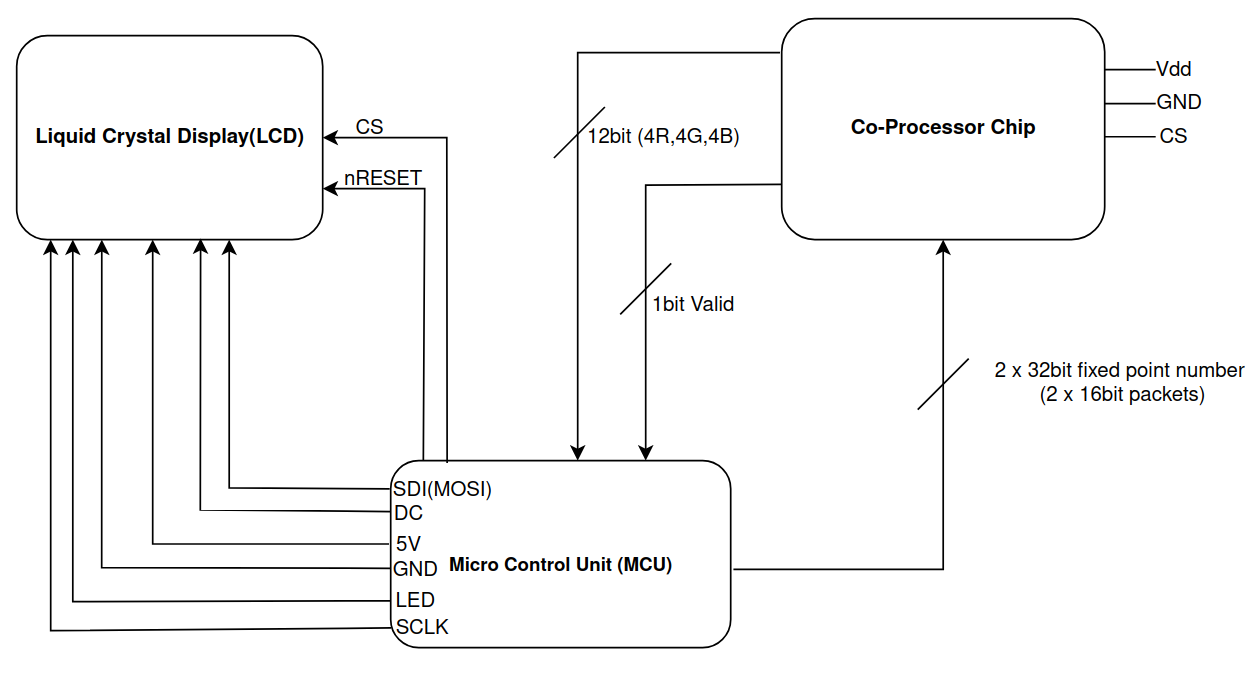 Liquid Crystal Display(LCD)
CS
nRESET
12bit (4R,4G,4B)
Co-Processor Chip
Vdd
GND
CS
1bit Valid
2 x 32bit fixed point number
(2 x 16bit packets)
SDI(MOSI)
DC
5V
GND
LED
SCLK
Micro Control Unit (MCU)